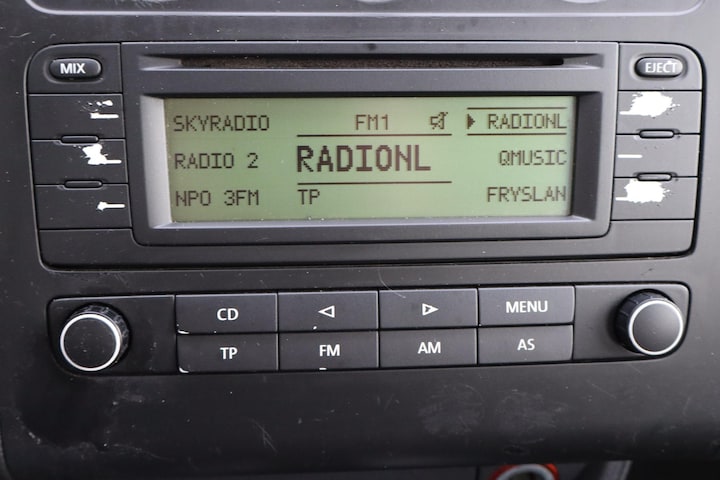 MIX
EJECT
SKYRADIO FM1 RADIONL
RADIO 2 RADIONL QMUSIC
NPO 3FM TP FRYSLAN
CD MENU
TP FM AM AS